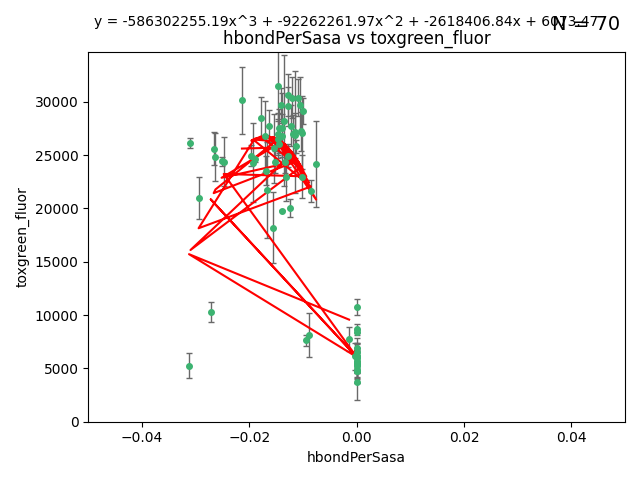 y = -586302255.19x^3 + -92262261.97x^2 + -2618406.84x + 6073.47
N = 70
hbondPerSasa vs toxgreen_fluor
30000
25000
20000
15000
10000
5000
0
toxgreen_fluor
−0.04 −0.02 0.00 0.02 0.04
hbondPerSasa